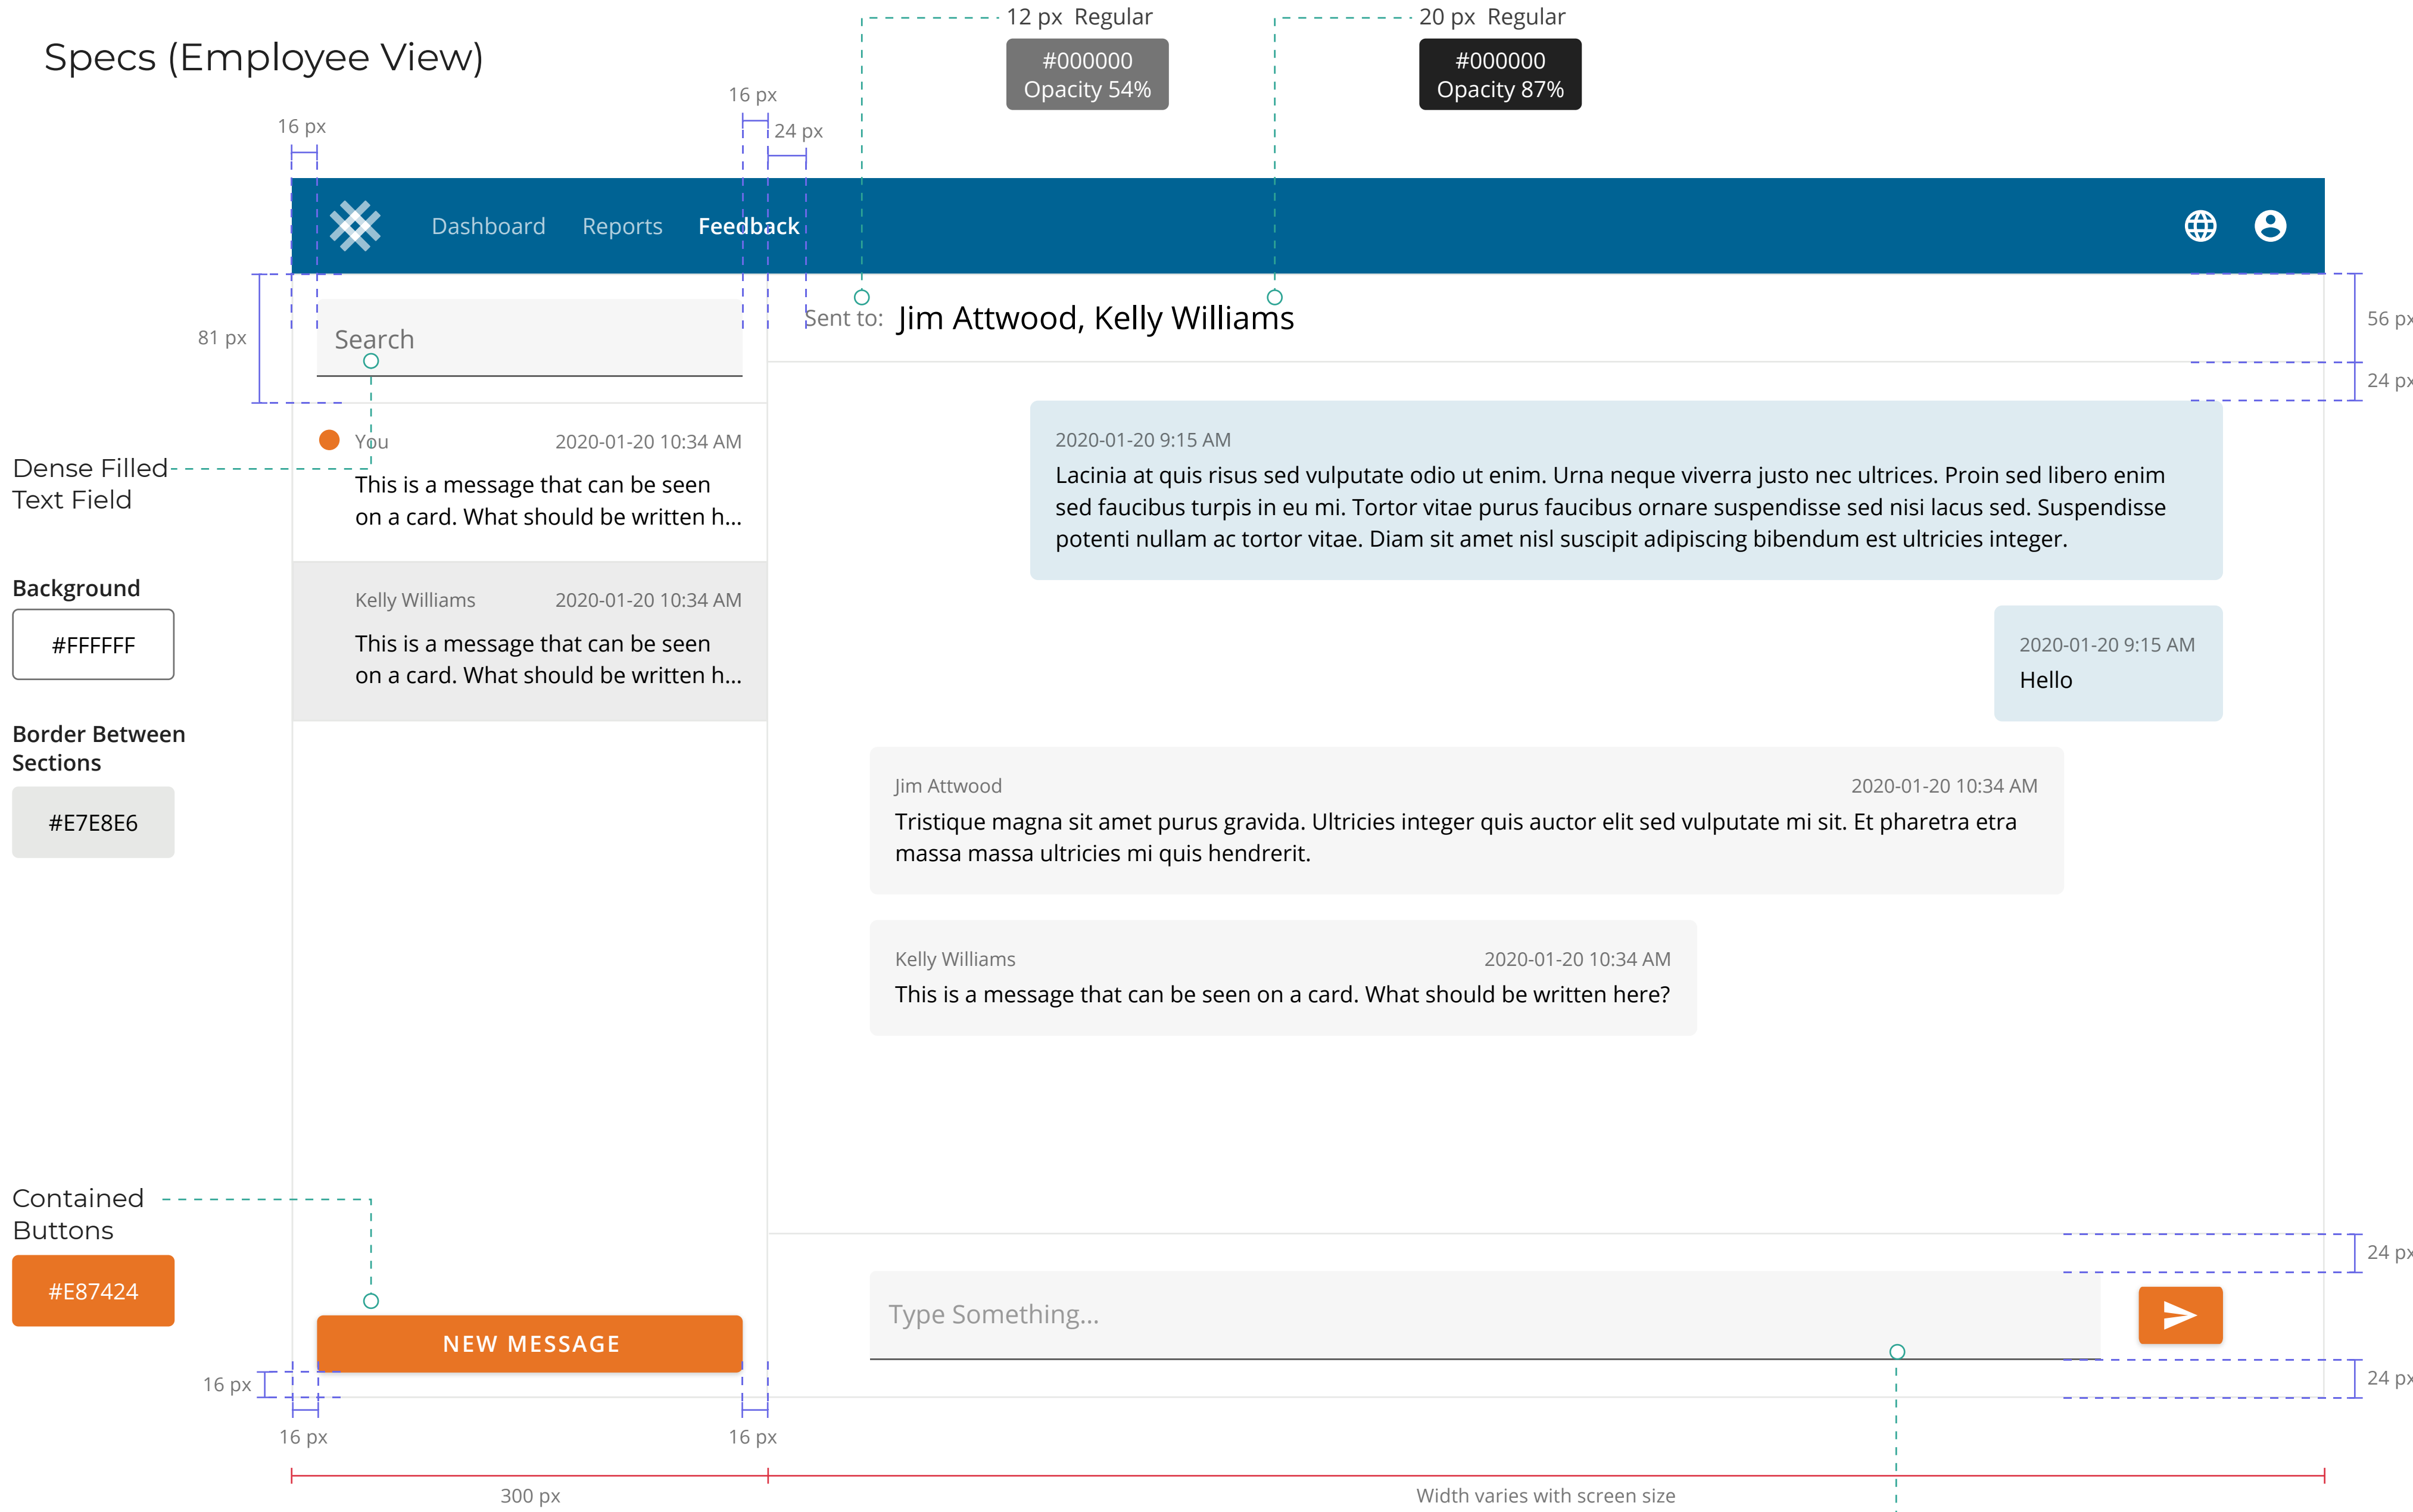 Specs (Employee View)
12 px  Regular
#000000
Opacity 54%
20 px  Regular
#000000
Opacity 87%
16 px
16 px
24 px
Dashboard
Reports
Feedback
81 px
Search
Sent to:
Jim Attwood, Kelly Williams
56 px
24 px
Dense Filled
Text Field
You
2020-01-20 10:34 AM
This is a message that can be seen
on a card. What should be written h...
Kelly Williams
2020-01-20 10:34 AM
This is a message that can be seen
on a card. What should be written h...
2020-01-20 9:15 AM
Lacinia at quis risus sed vulputate odio ut enim. Urna neque viverra justo nec ultrices. Proin sed libero enim
sed faucibus turpis in eu mi. Tortor vitae purus faucibus ornare suspendisse sed nisi lacus sed. Suspendisse
potenti nullam ac tortor vitae. Diam sit amet nisl suscipit adipiscing bibendum est ultricies integer.
2020-01-20 9:15 AM
Hello
Jim Attwood
2020-01-20 10:34 AM
Tristique magna sit amet purus gravida. Ultricies integer quis auctor elit sed vulputate mi sit. Et pharetra etra
massa massa ultricies mi quis hendrerit.
Kelly Williams
2020-01-20 10:34 AM
This is a message that can be seen on a card. What should be written here?
Background
#FFFFFF
Border Between
Sections
#E7E8E6
Contained
Buttons
#E87424
NEW MESSAGE
Type Something...
24 px
24 px
16 px
16 px
16 px
300 px
Width varies with screen size